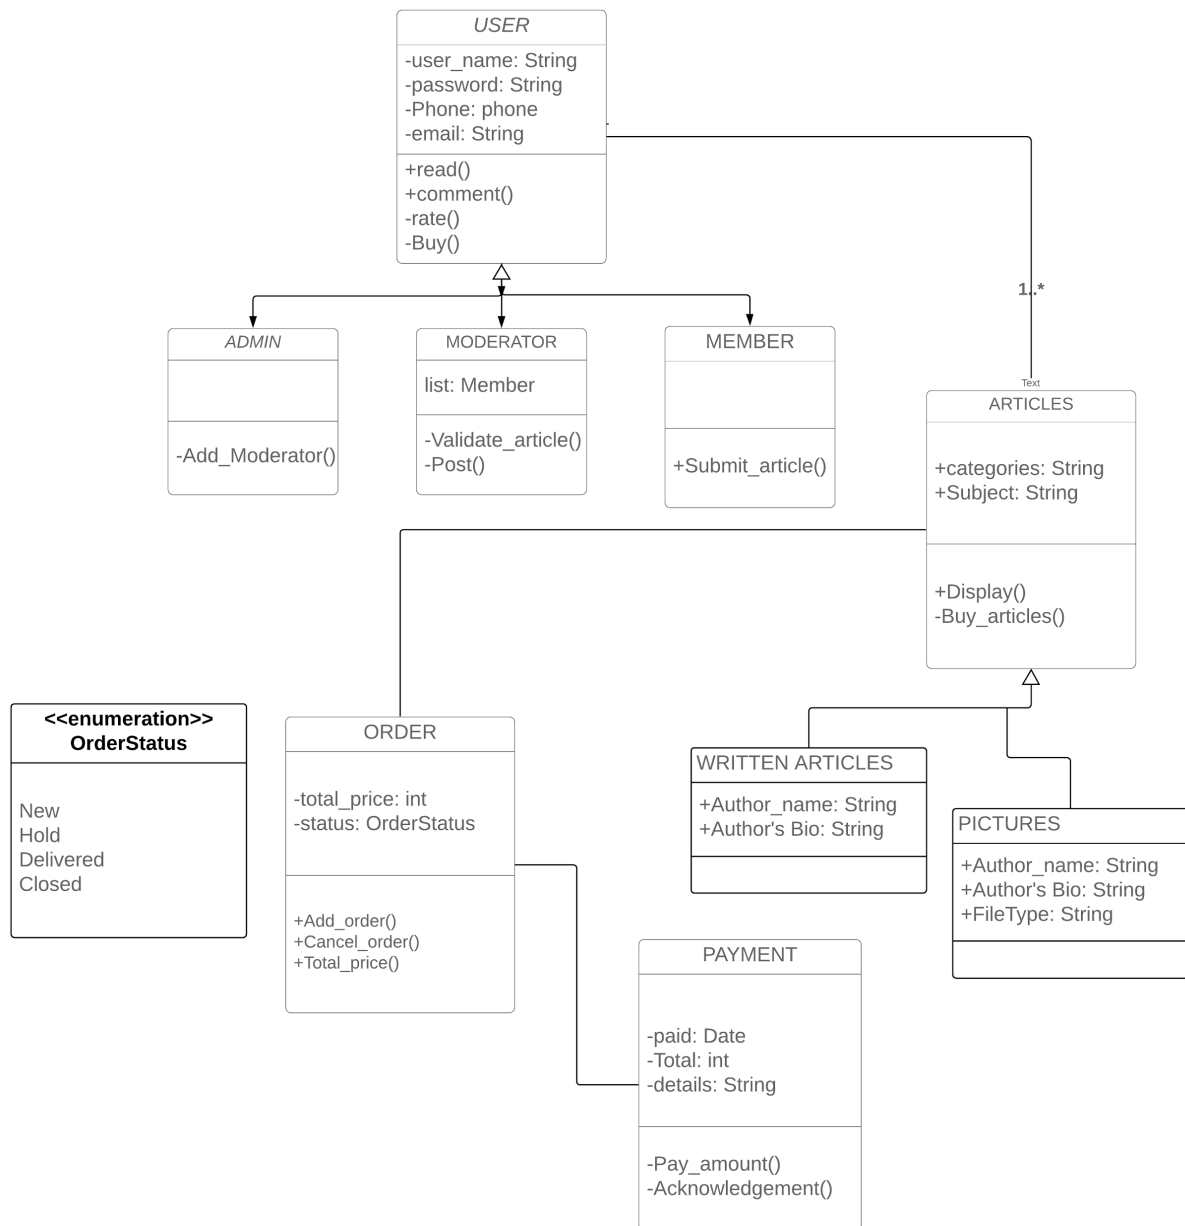 USER
-user_name: String
-password: String
-Phone: phone
-email: String
+read()
+comment()
-rate()
-Buy()
1..*
ADMIN
-Add_Moderator()
MODERATOR
list: Member
-Validate_article()
-Post()
MEMBER
+Submit_article()
Text
ARTICLES
+categories: String
+Subject: String
+Display()
-Buy_articles()
<<enumeration>>
OrderStatus
New
Hold
Delivered
Closed
ORDER
-total_price: int
-status: OrderStatus
+Add_order()
+Cancel_order()
+Total_price()
WRITTEN ARTICLES
+Author_name: String
+Author's Bio: String
PICTURES
+Author_name: String
+Author's Bio: String
+FileType: String
PAYMENT
-paid: Date
-Total: int
-details: String
-Pay_amount()
-Acknowledgement()